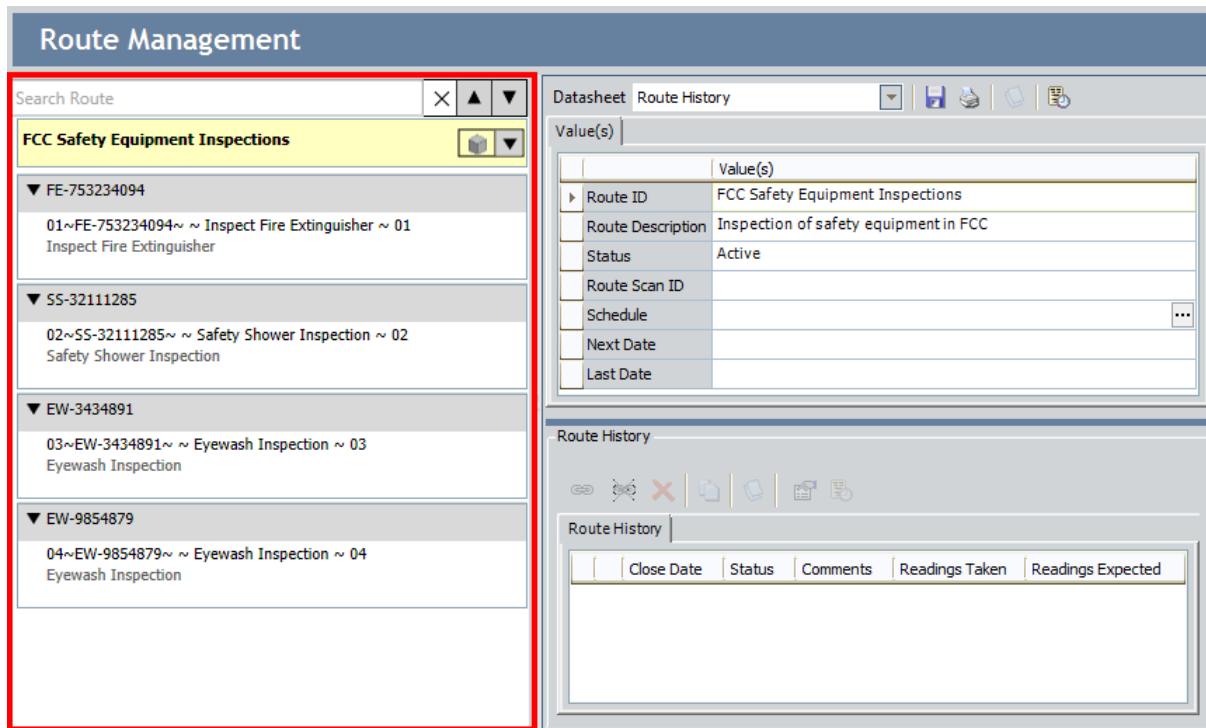 Route Management
Search Route
FCC Safety Equipment Inspections
FE-753234094
01~FE-753234094~ ~ Inspect Fire Extinguisher ~ 01
Inspect Fire Extinguisher
SS-32111285
02~SS-32111285~ ~ Safety Shower Inspection ~ 02
Safety Shower Inspection
EW-3434891
03~EW-3434891~ ~ Eyewash Inspection ~ 03
Eyewash Inspection
EW-9854879
04~EW-9854879~ ~ Eyewash Inspection ~ 04
Eyewash Inspection
Datasheet Route History
Value(s)
Value(s)
Route ID FCC Safety Equipment Inspections
Route Description Inspection of safety equipment in FCC
Status Active
Route Scan ID
Schedule ...
Next Date
Last Date
Route History
Route History
Close Date Status Comments Readings Taken Readings Expected